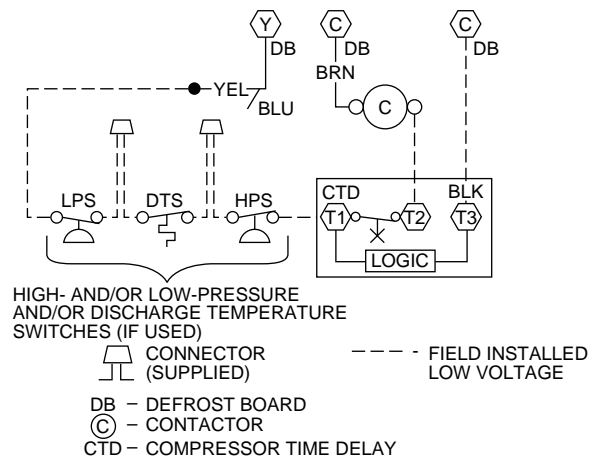 Y
C
C
DB
DB
DB
BRN
YEL
BLU
C
LPS
DTS
HPS
CTD
BLK
T1
T2
T3
LOGIC
HIGH- AND/OR LOW-PRESSURE
AND/OR DISCHARGE TEMPERATURE
SWITCHES (IF USED)
CONNECTOR
(SUPPLIED)
FIELD INSTALLED
LOW VOLTAGE
DB – DEFROST BOARD
C – CONTACTOR
CTD – COMPRESSOR TIME DELAY